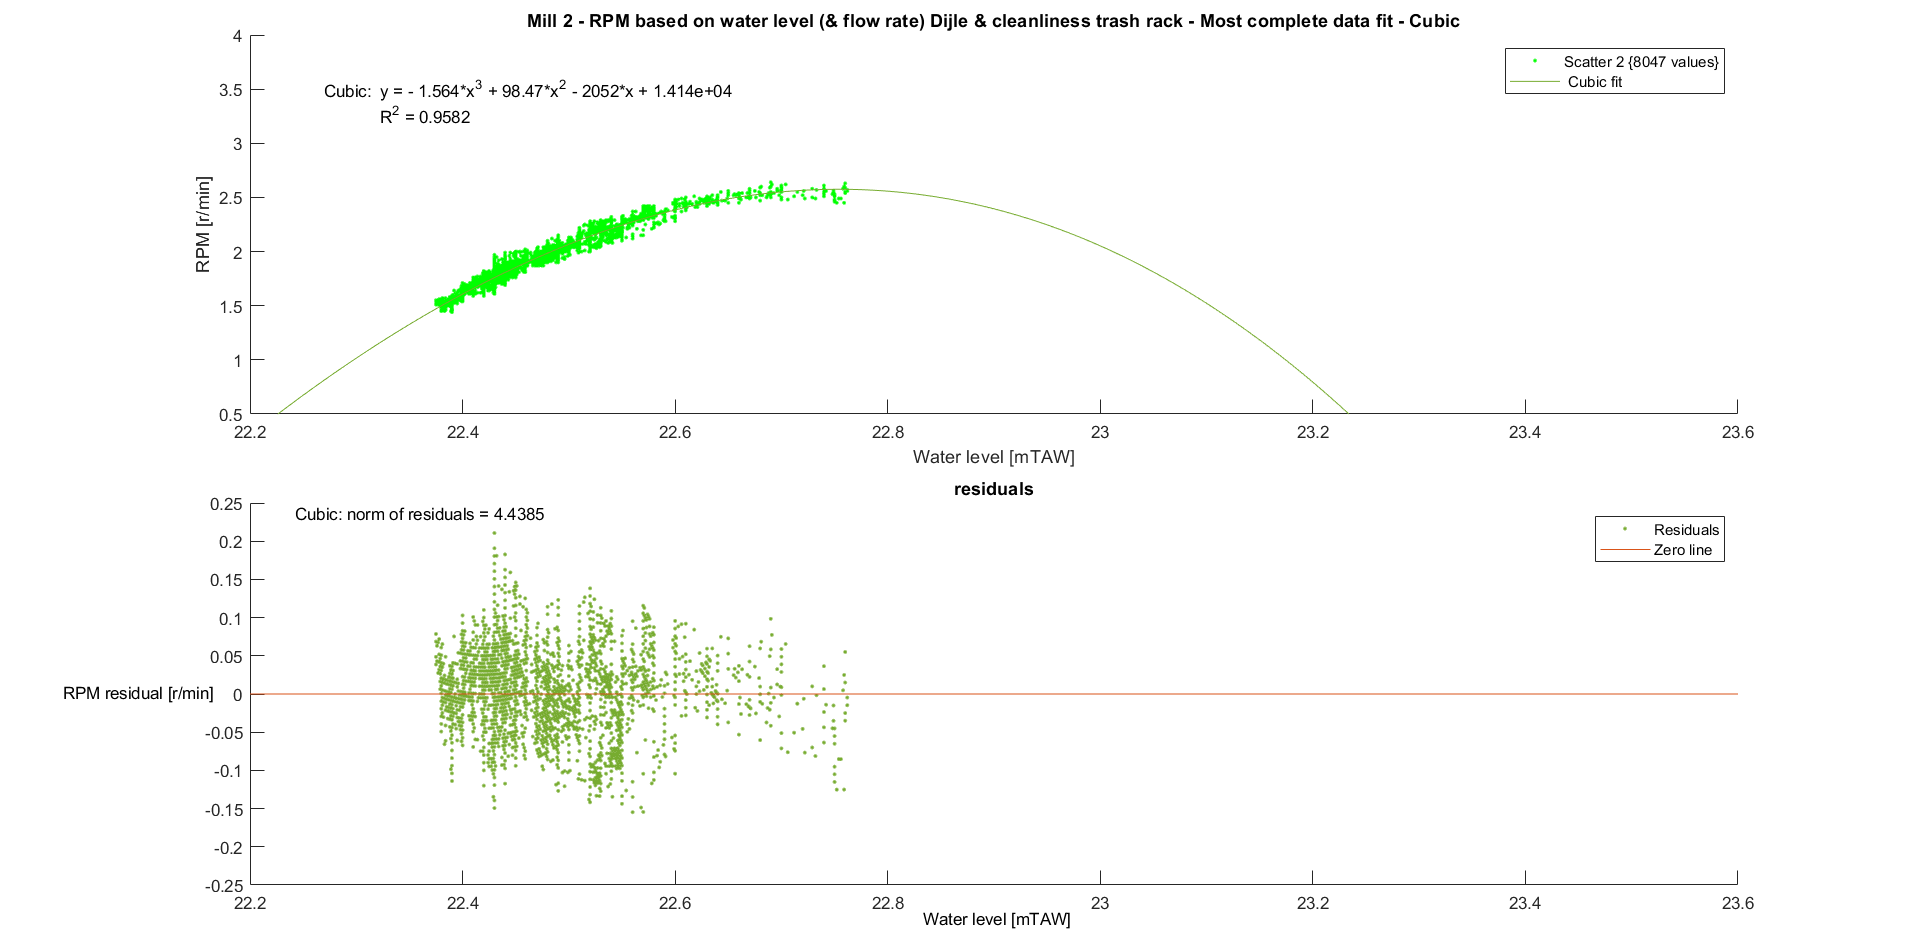 Mill 2 - RPM based on water level (& flow rate) Dijle & cleanliness trash rack - Most complete data fit - Cubic
4
3.5
3
2.5
2
1.5
1
0.5
RPM [r/min]
Cubic: y = - 1.564*x^3 + 98.47*x^2 - 2052*x + 1.414e+04
R^2 = 0.9582
Scatter 2 {8047 values}
Cubic fit
22.2 22.4 22.6 22.8 23 23.2 23.4 23.6
Water level [mTAW]
residuals
0.25
0.2
0.15
0.1
0.05
0
-0.05
-0.1
-0.15
-0.2
-0.25
RPM residual [r/min]
Cubic: norm of residuals = 4.4385
Residuals
Zero line
22.2 22.4 22.6 22.8 23 23.2 23.4 23.6
Water level [mTAW]